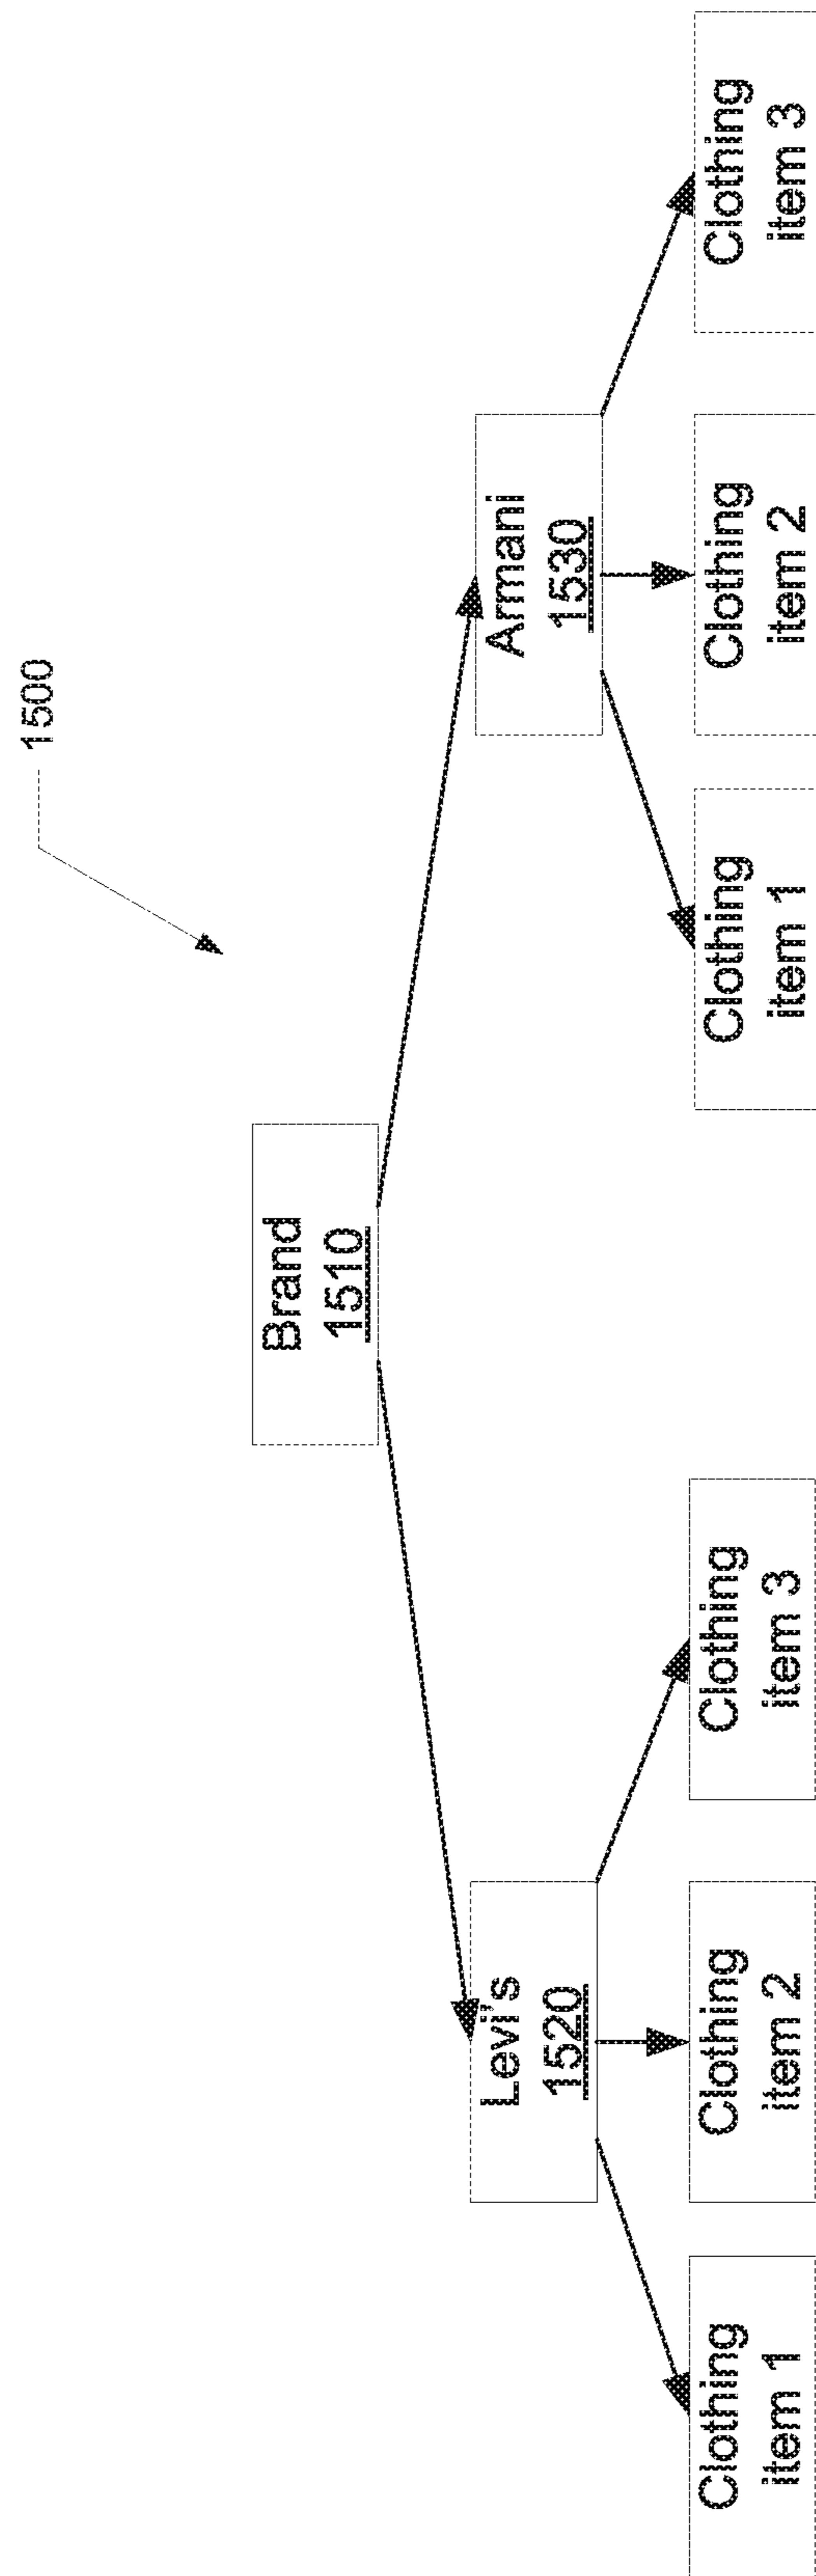 1500
Brand
1510
Levi's
1520
Armani
1530
Clothing
item 1
Clothing
item 2
Clothing
item 3
Clothing
item 1
Clothing
item 2
Clothing
item 3